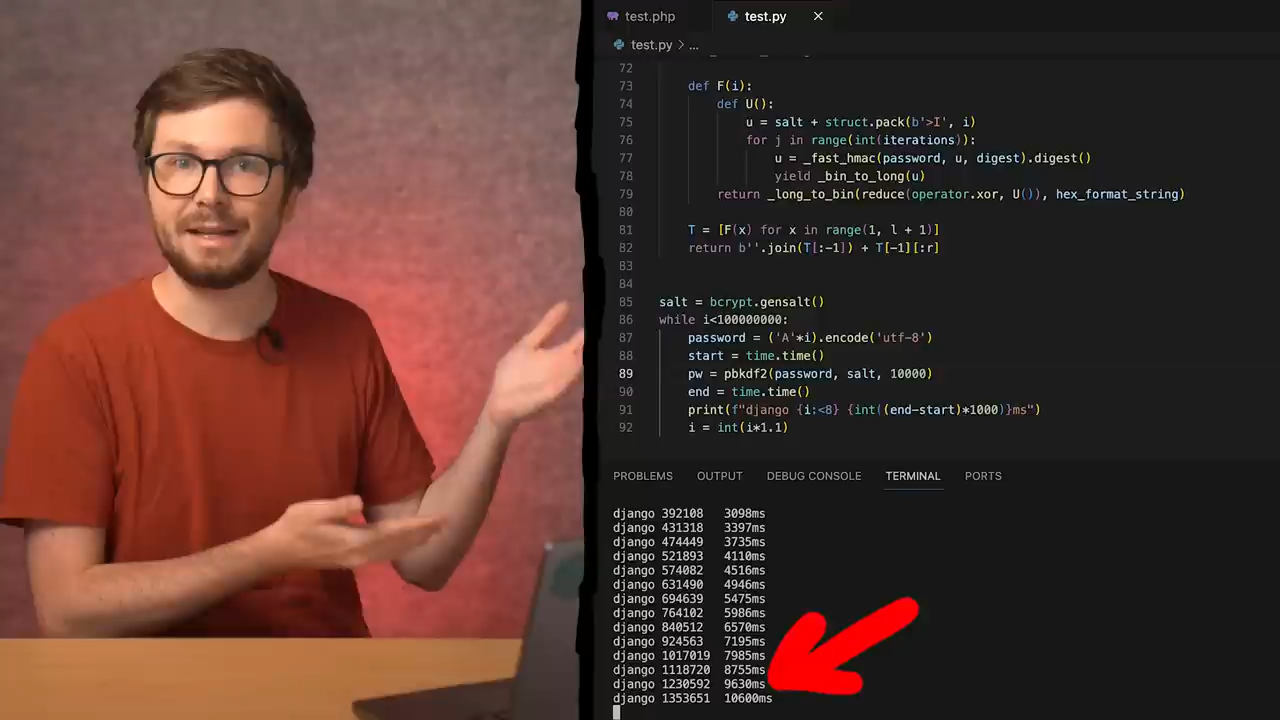 test.php
test.py
test.py > ...
72
73 def F(i):
74 def U():
75 u = salt + struct.pack(b'>I', i)
76 for j in range(int(iterations)):
77 u = _fast_hmac(password, u, digest).digest()
78 yield _bin_to_long(u)
79 return _long_to_bin(reduce(operator.xor, U()), hex_format_string)
80
81 T = [F(x) for x in range(1, l + 1)]
82 return b''.join(T[:-1]) + T[-1][:r]
83
84
85 salt = bcrypt.gensalt()
86 while i<100000000:
87 password = ('A'*i).encode('utf-8')
88 start = time.time()
89 pw = pbkdf2(password, salt, 10000)
90 end = time.time()
91 print(f"django {i:<8} {int((end-start)*1000)}ms")
92 i = int(i*1.1)
PROBLEMS OUTPUT DEBUG CONSOLE TERMINAL PORTS
django 392108 3098ms
django 431318 3397ms
django 474449 3735ms
django 521893 4110ms
django 574082 4516ms
django 631490 4946ms
django 694639 5475ms
django 764102 5986ms
django 840512 6570ms
django 924563 7195ms
django 1017019 7985ms
django 1118720 8755ms
django 1230592 9630ms
django 1353651 10600ms